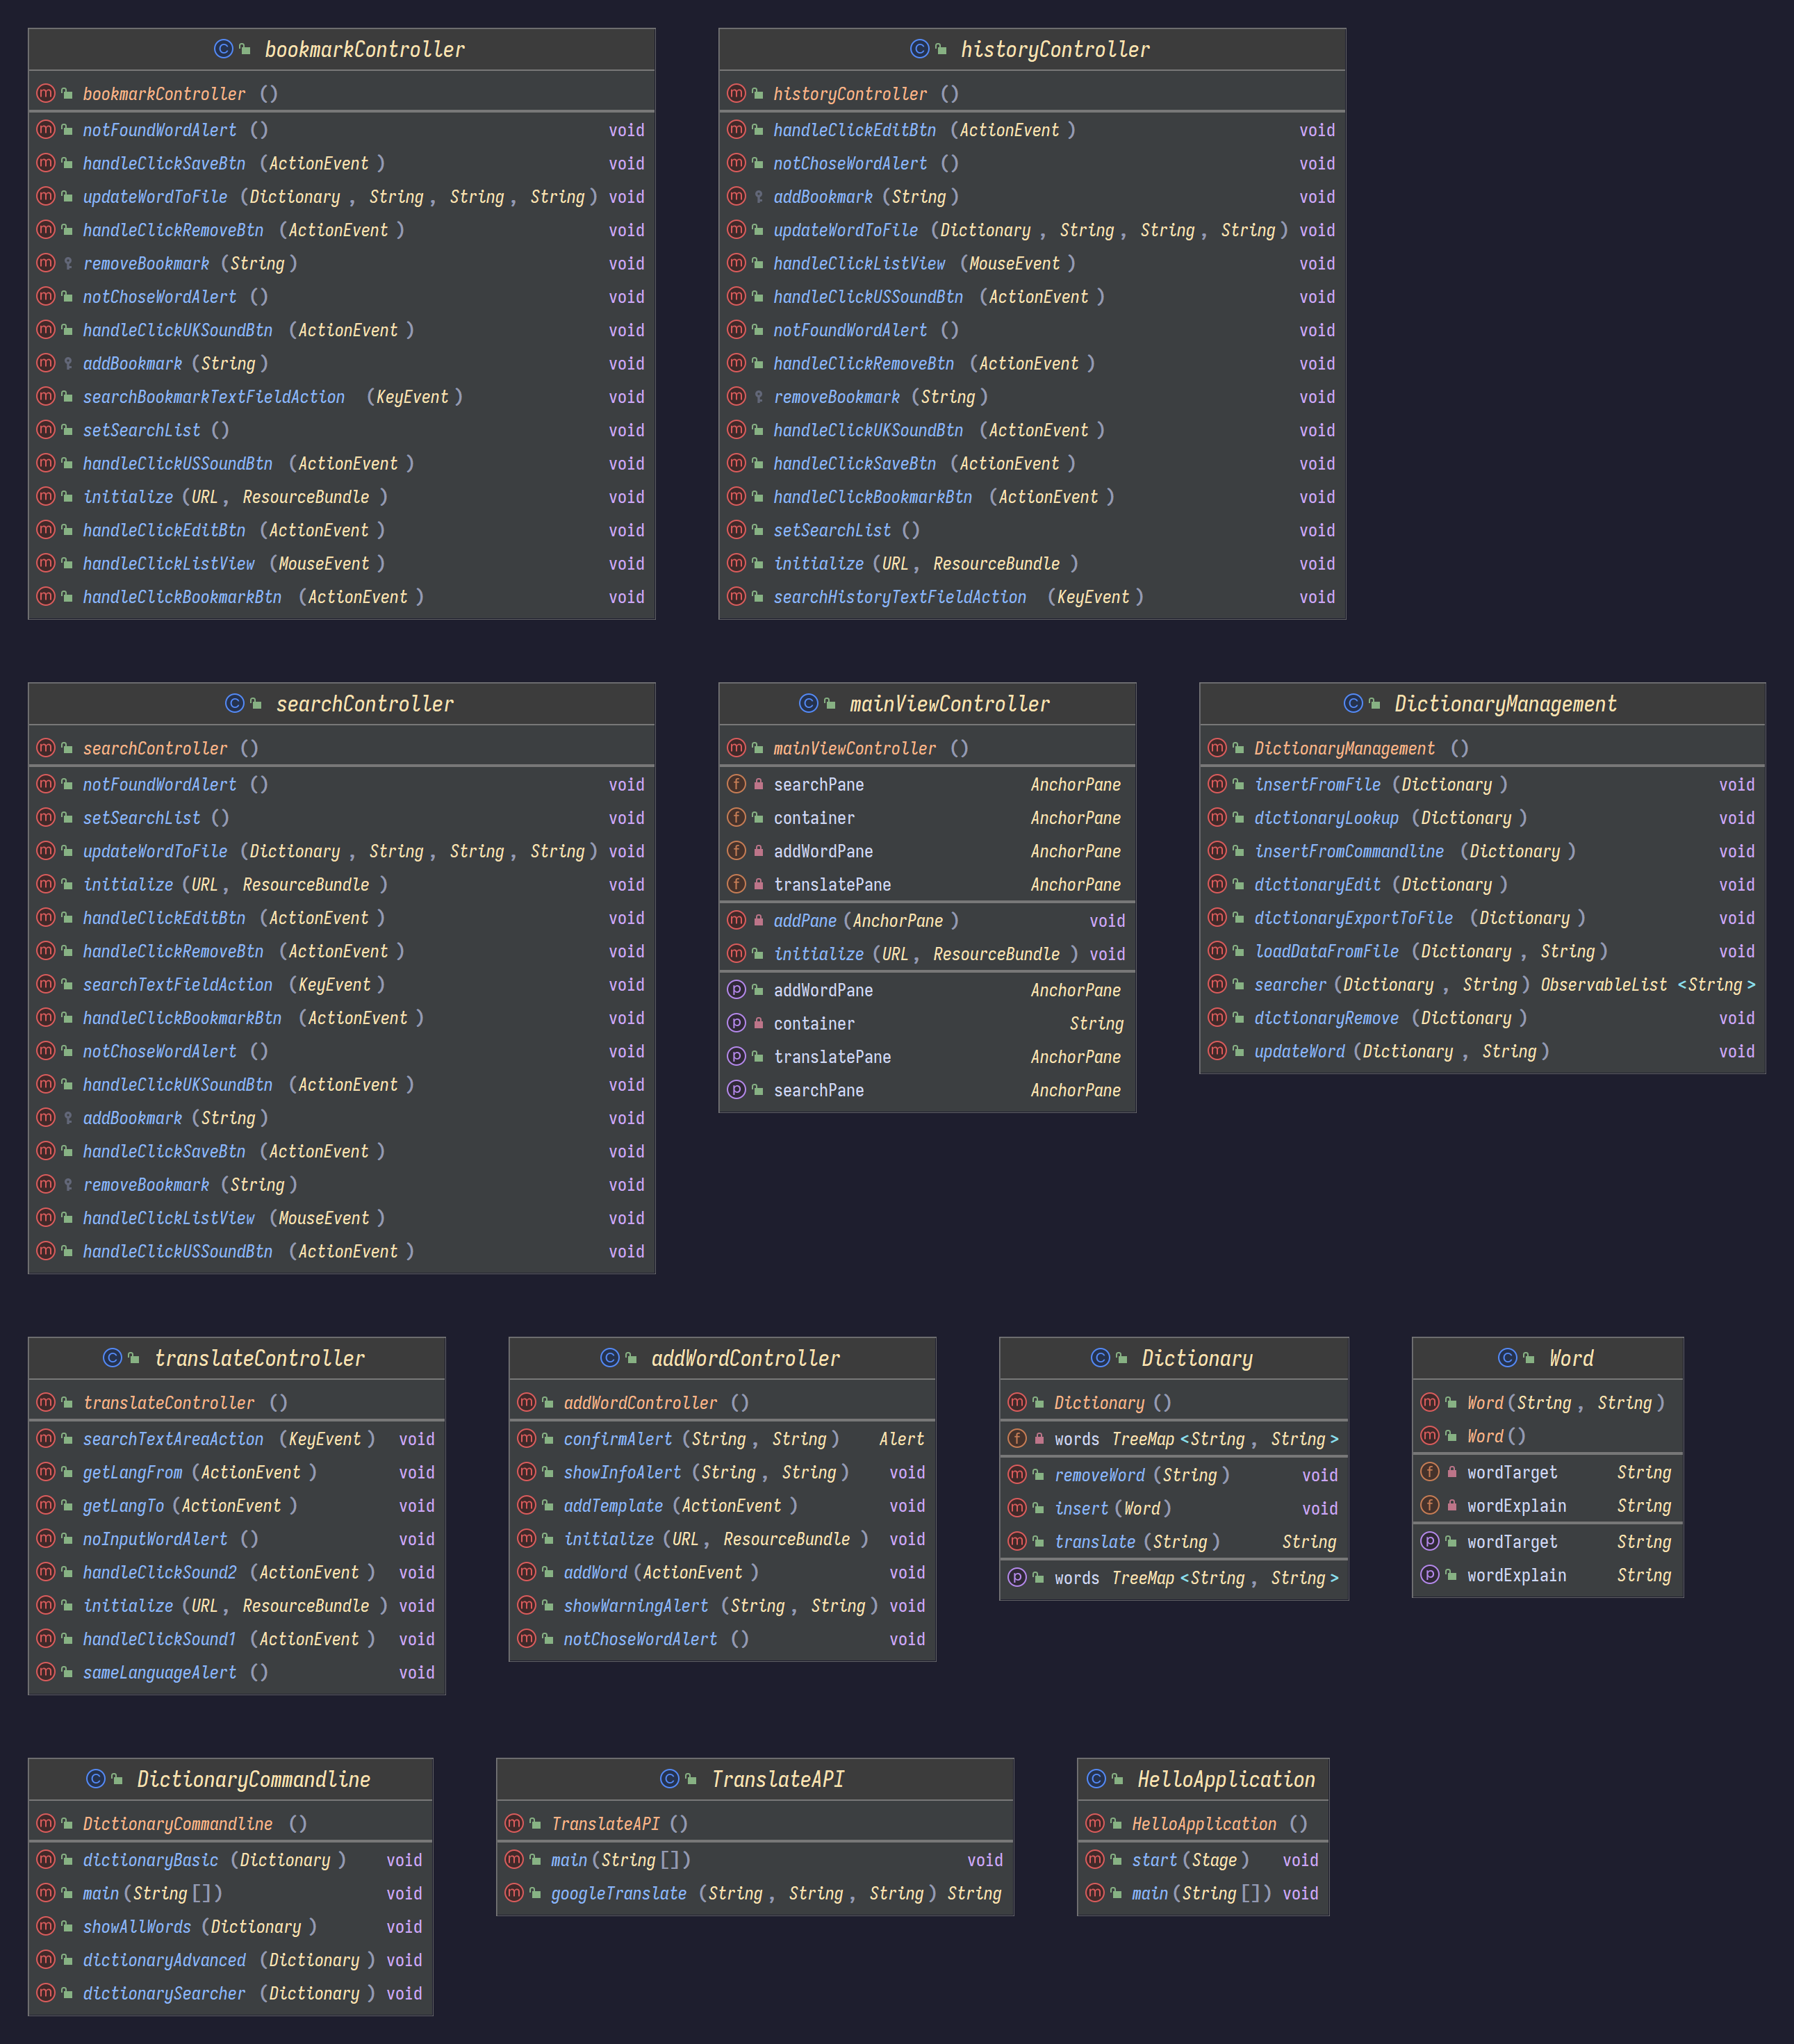 bookmarkController
bookmarkController ()
notFoundWordAlert () void
handleClickSaveBtn (ActionEvent) void
updateWordToFile (Dictionary, String, String, String) void
handleClickRemoveBtn (ActionEvent) void
removeBookmark (String) void
notChoseWordAlert () void
handleClickUKSoundBtn (ActionEvent) void
addBookmark (String) void
searchBookmarkTextFieldAction (KeyEvent) void
setSearchList () void
handleClickUSSoundBtn (ActionEvent) void
initialize (URL, ResourceBundle) void
handleClickEditBtn (ActionEvent) void
handleClickListView (MouseEvent) void
handleClickBookmarkBtn (ActionEvent) void
historyController
historyController ()
handleClickEditBtn (ActionEvent) void
notChoseWordAlert () void
addBookmark (String) void
updateWordToFile (Dictionary, String, String, String) void
handleClickListView (MouseEvent) void
handleClickUSSoundBtn (ActionEvent) void
notFoundWordAlert () void
handleClickRemoveBtn (ActionEvent) void
removeBookmark (String) void
handleClickUKSoundBtn (ActionEvent) void
handleClickSaveBtn (ActionEvent) void
handleClickBookmarkBtn (ActionEvent) void
setSearchList () void
initialize (URL, ResourceBundle) void
searchHistoryTextFieldAction (KeyEvent) void
searchController
searchController ()
notFoundWordAlert () void
setSearchList () void
updateWordToFile (Dictionary, String, String, String) void
initialize (URL, ResourceBundle) void
handleClickEditBtn (ActionEvent) void
handleClickRemoveBtn (ActionEvent) void
searchTextFieldAction (KeyEvent) void
handleClickBookmarkBtn (ActionEvent) void
notChoseWordAlert () void
handleClickUKSoundBtn (ActionEvent) void
addBookmark (String) void
handleClickSaveBtn (ActionEvent) void
removeBookmark (String) void
handleClickListView (MouseEvent) void
handleClickUSSoundBtn (ActionEvent) void
mainViewController
mainViewController ()
searchPane AnchorPane
container AnchorPane
addWordPane AnchorPane
translatePane AnchorPane
addPane (AnchorPane) void
initialize (URL, ResourceBundle) void
addWordPane AnchorPane
container String
translatePane AnchorPane
searchPane AnchorPane
DictionaryManagement
DictionaryManagement ()
insertFromFile (Dictionary) void
dictionaryLookup (Dictionary) void
insertFromCommandline (Dictionary) void
dictionaryEdit (Dictionary) void
dictionaryExportToFile (Dictionary) void
loadDataFromFile (Dictionary, String) void
searcher (Dictionary, String) ObservableList<String>
dictionaryRemove (Dictionary) void
updateWord (Dictionary, String) void
translateController
translateController ()
searchTextAreaAction (KeyEvent) void
getLangFrom (ActionEvent) void
getLangTo (ActionEvent) void
noInputWordAlert () void
handleClickSound2 (ActionEvent) void
initialize (URL, ResourceBundle) void
handleClickSound1 (ActionEvent) void
sameLanguageAlert () void
addWordController
addWordController ()
confirmAlert (String, String) Alert
showInfoAlert (String, String) void
addTemplate (ActionEvent) void
initialize (URL, ResourceBundle) void
addWord (ActionEvent) void
showWarningAlert (String, String) void
notChoseWordAlert () void
Dictionary
Dictionary ()
words TreeMap<String, String>
removeWord (String) void
insert (Word) void
translate (String) String
words TreeMap<String, String>
Word
Word (String, String)
Word ()
wordTarget String
wordExplain String
wordTarget String
wordExplain String
DictionaryCommandline
DictionaryCommandline ()
dictionaryBasic (Dictionary) void
main (String[]) void
showAllWords (Dictionary) void
dictionaryAdvanced (Dictionary) void
dictionarySearcher (Dictionary) void
TranslateAPI
TranslateAPI ()
main (String[]) void
googleTranslate (String, String, String) String
HelloApplication
HelloApplication ()
start (Stage) void
main (String[]) void